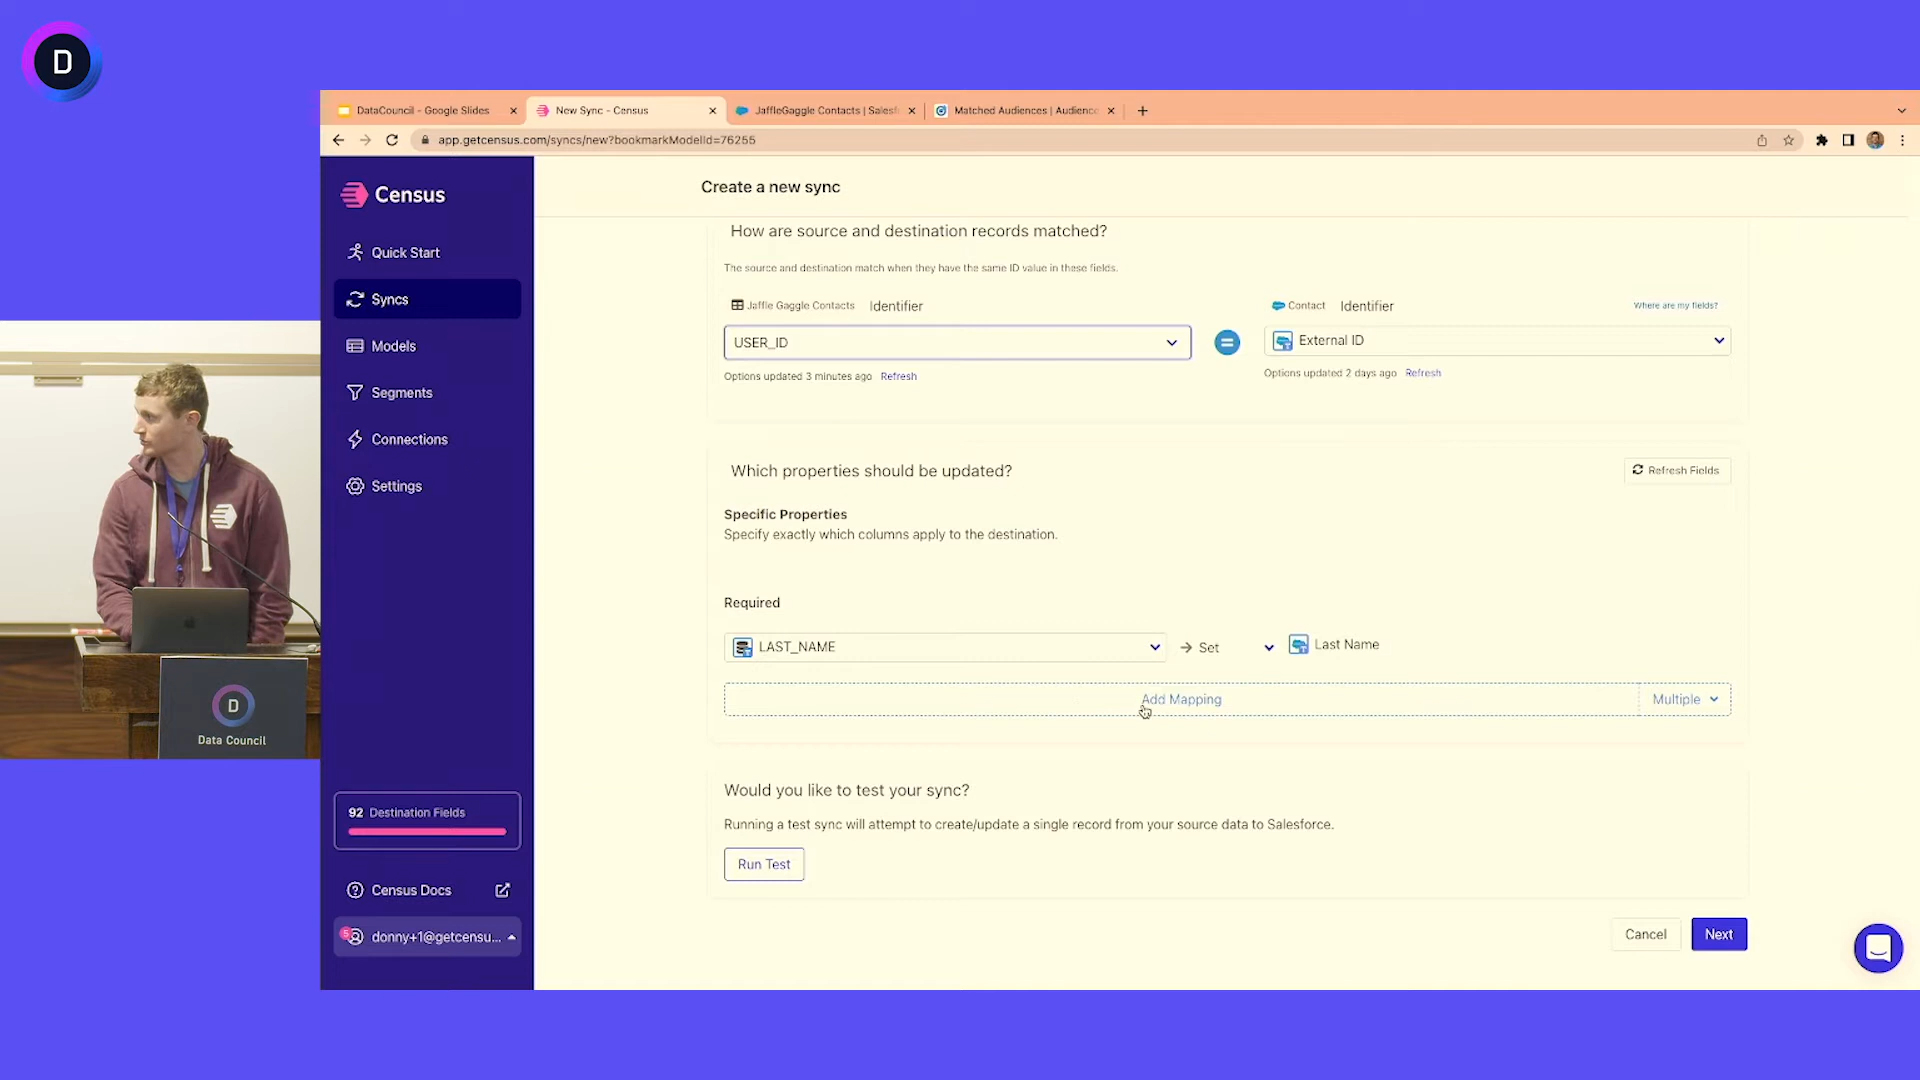 D
DataCouncil - Google Slides
New Sync - Census
JaffleGaggle Contacts | Salesf
Matched Audiences | Audience
app.getcensus.com/syncs/new?bookmarkModelId=76255
Census
Create a new sync
Quick Start
Syncs
Models
Segments
Connections
Settings
How are source and destination records matched?
The source and destination match when they have the same ID value in these fields.
Jaffle Gaggle Contacts Identifier
Contact Identifier
Where are my fields?
USER_ID
External ID
Options updated 3 minutes ago Refresh
Options updated 2 days ago Refresh
Which properties should be updated?
Refresh Fields
Specific Properties
Specify exactly which columns apply to the destination.
Required
LAST_NAME
Set
Last Name
Add Mapping
Multiple
Would you like to test your sync?
Running a test sync will attempt to create/update a single record from your source data to Salesforce.
Run Test
Cancel
Next
92 Destination Fields
Census Docs
5
donny+1@getcensu...
D
Data Council